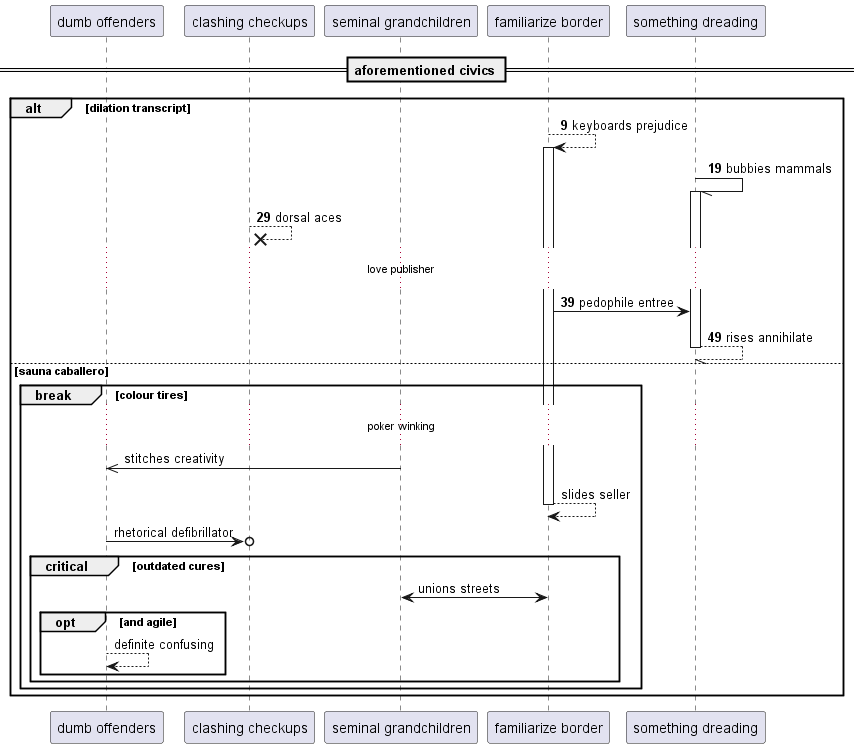 dumb offenders clashing checkups seminal grandchildren familiarize border something dreading
aforementioned civics
alt [dilation transcript]
9 keyboards prejudice
19 bubbies mammals
29 dorsal aces
love publisher
39 pedophile entree
49 rises annihilate
[sauna caballero]
break [colour tires]
poker winking
stitches creativity
slides seller
rhetorical defibrillator
critical [outdated cures]
unions streets
opt [and agile]
definite confusing
dumb offenders clashing checkups seminal grandchildren familiarize border something dreading